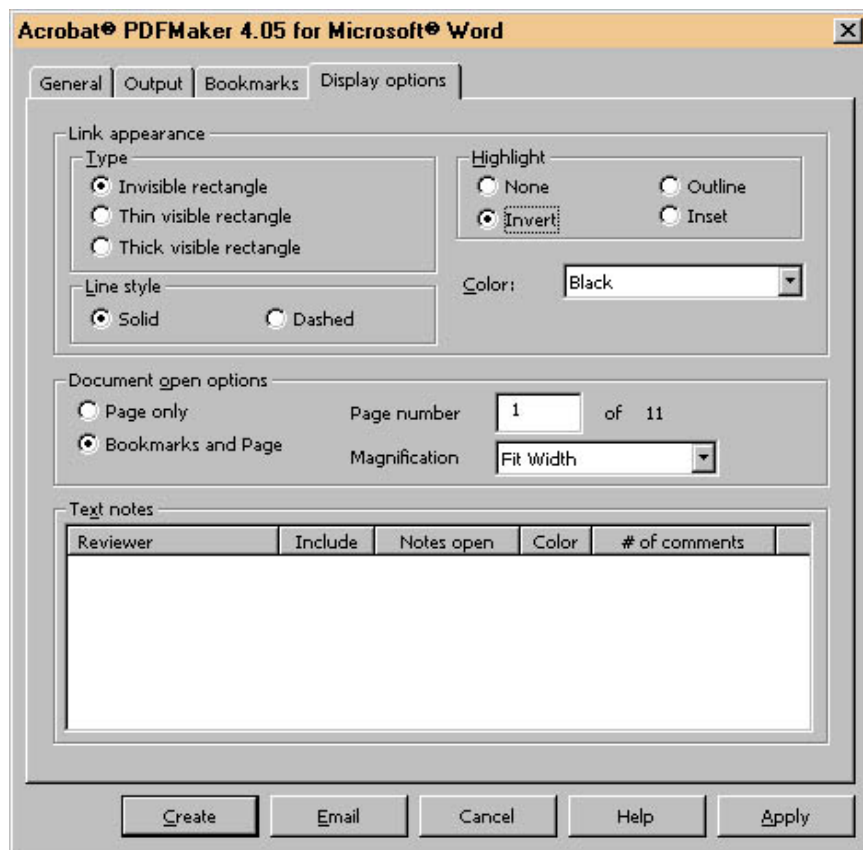 Acrobat® PDFMaker 4.05 for Microsoft® Word
General Output Bookmarks Display options
Link appearance
Type
Invisible rectangle
Thin visible rectangle
Thick visible rectangle
Highlight
None Outline
Invert Inset
Line style
Solid Dashed
Color: Black
Document open options
Page only
Bookmarks and Page
Page number 1 of 11
Magnification Fit Width
Text notes
Reviewer Include Notes open Color # of comments
Create Email Cancel Help Apply